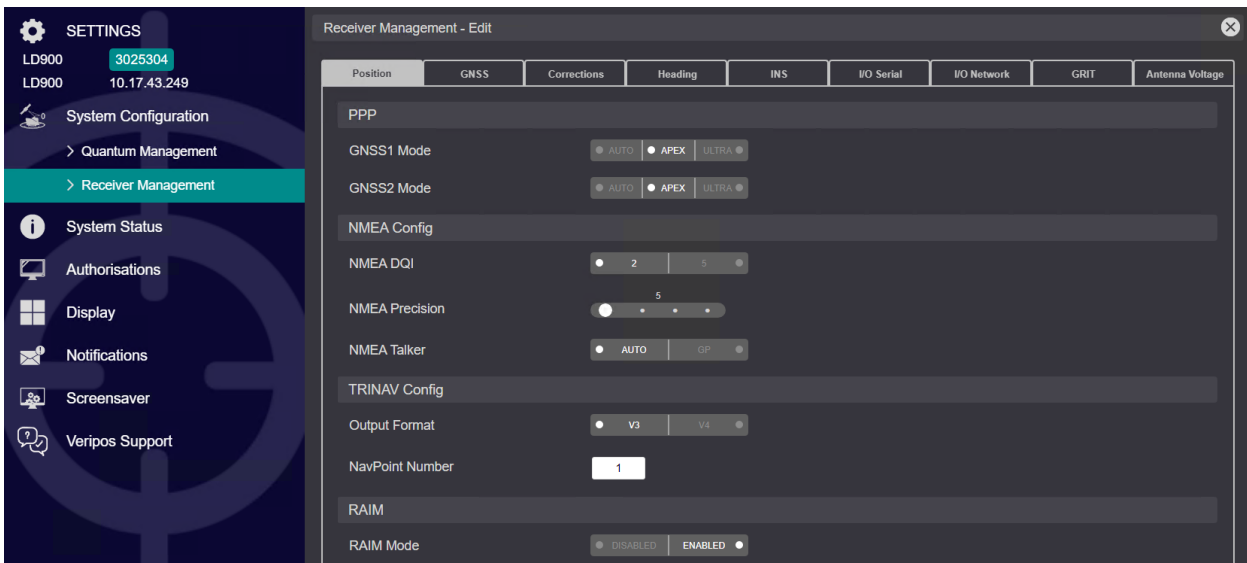 SETTINGS
LD900 3025304
LD900 10.17.43.249
System Configuration
> Quantum Management
> Receiver Management
System Status
Authorisations
Display
Notifications
Screensaver
Veripos Support
Receiver Management - Edit
Position GNSS Corrections Heading INS I/O Serial I/O Network GRIT Antenna Voltage
PPP
GNSS1 Mode AUTO APEX ULTRA
GNSS2 Mode AUTO APEX ULTRA
NMEA Config
NMEA DQI 2 5
5
NMEA Precision
NMEA Talker AUTO GP
TRINAV Config
Output Format V3 V4
NavPoint Number 1
RAIM
RAIM Mode DISABLED ENABLED